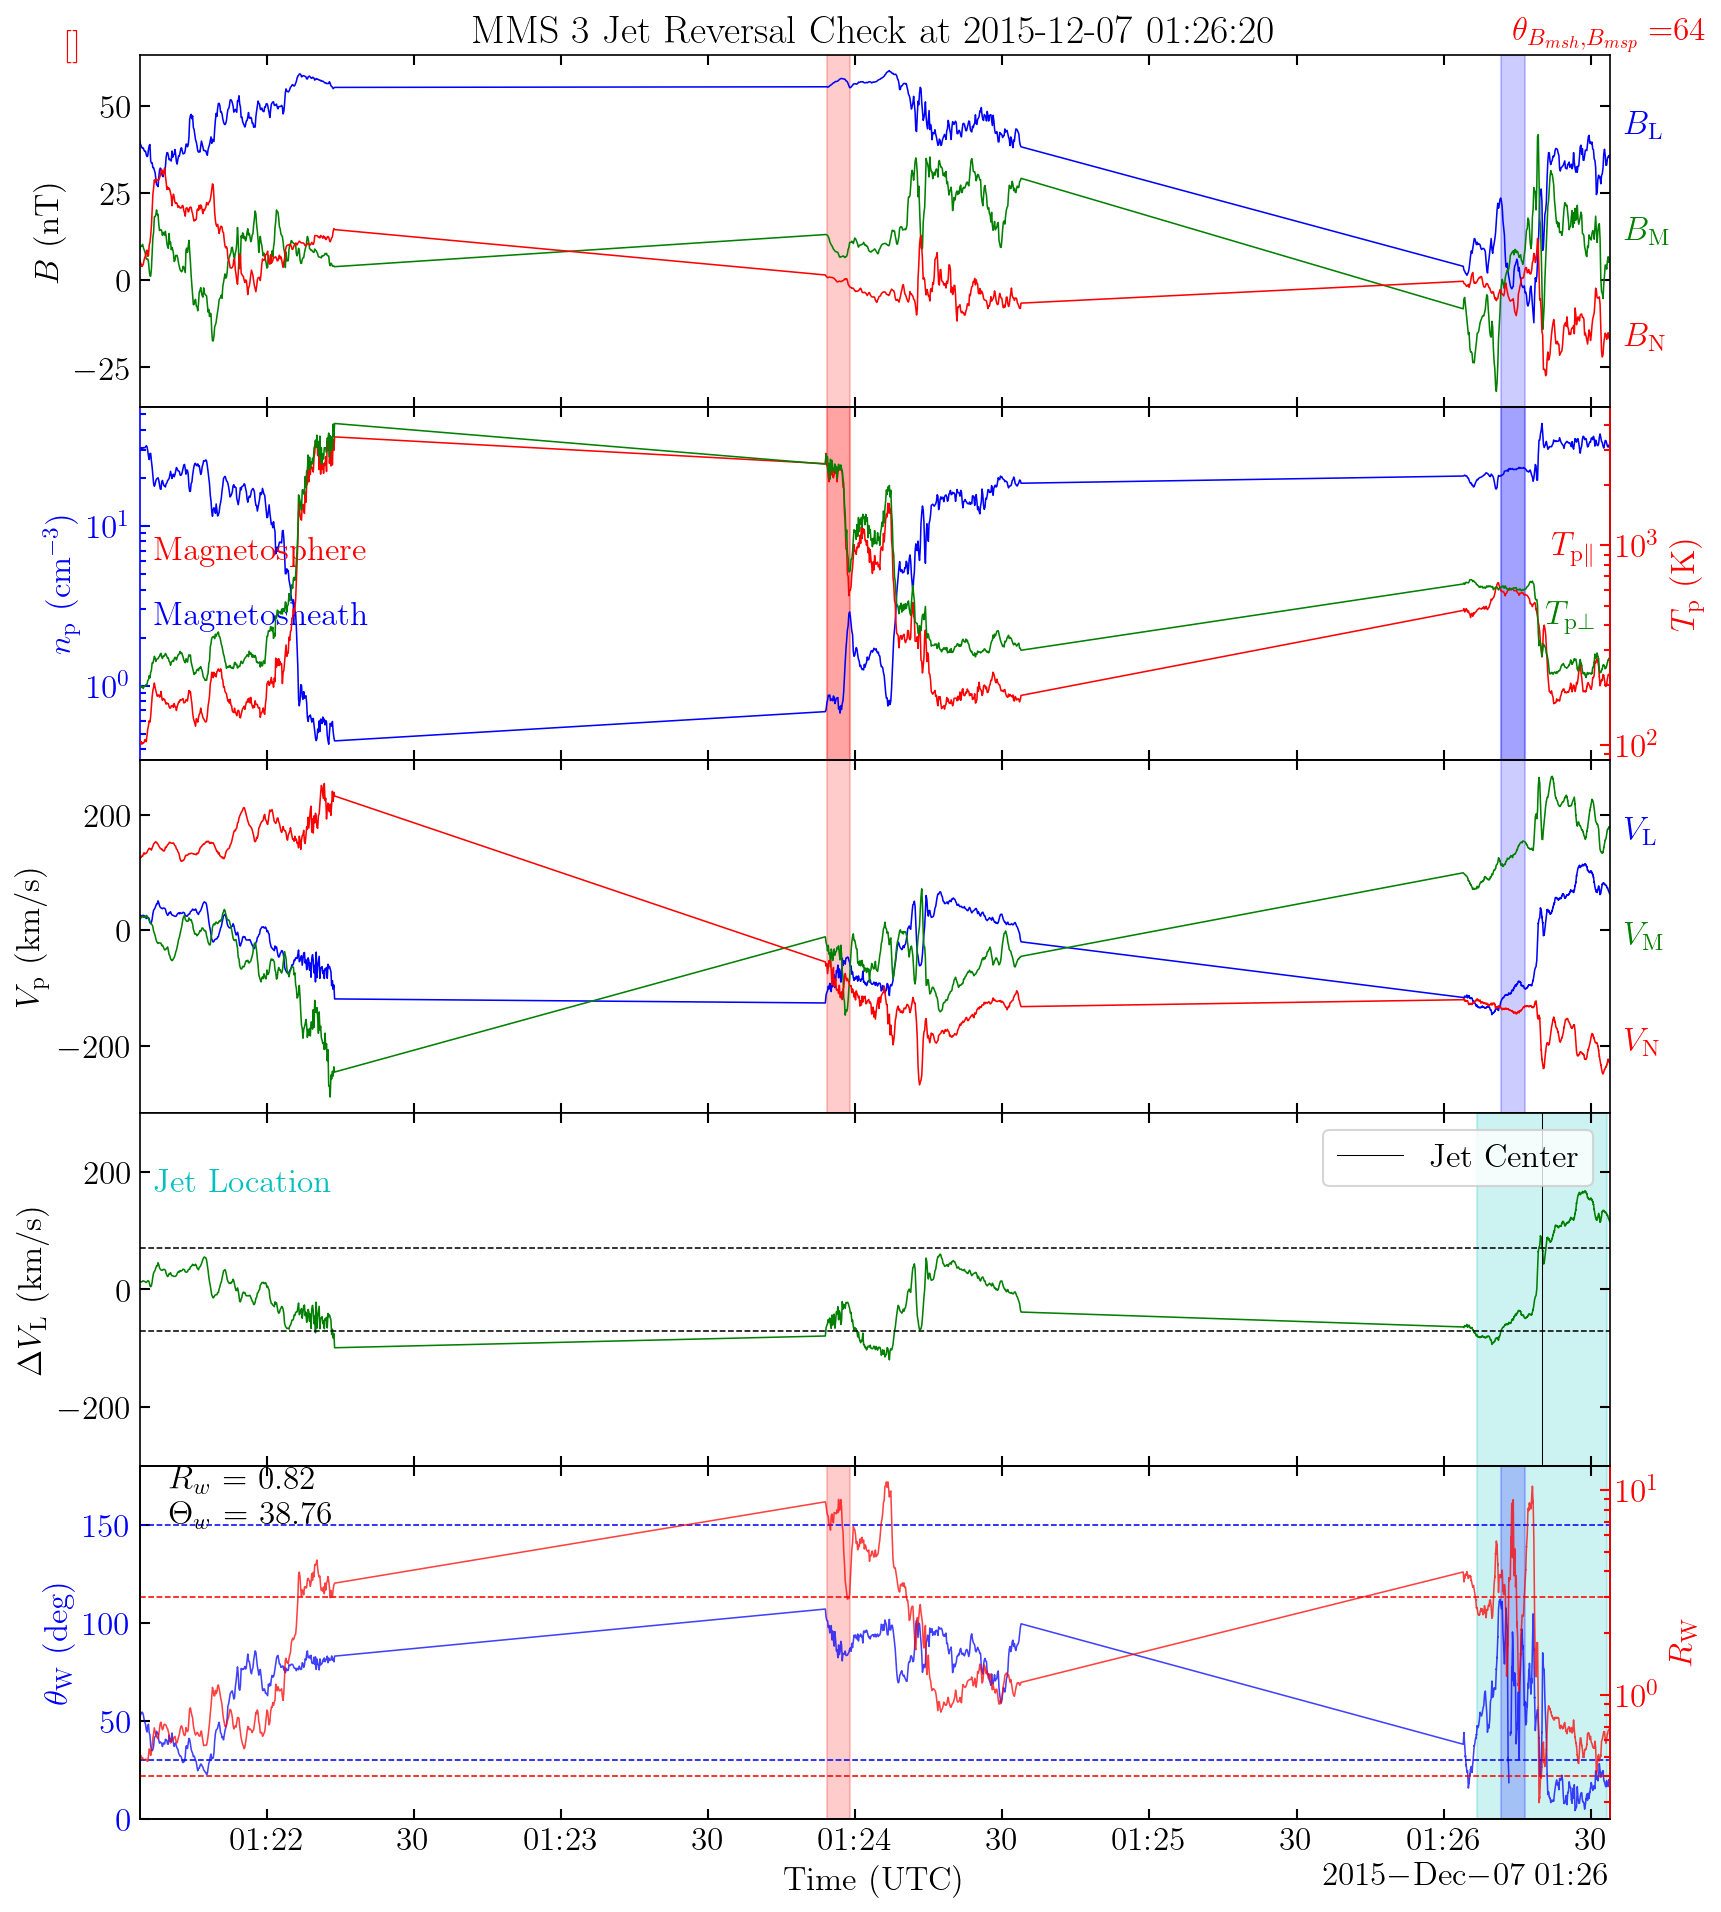 MMS 3 Jet Reversal Check at 2015-12-07 01:26:20
[]
θ_{B_{msh},B_{msp}} =64
50
25
0
−25
B (nT)
B_L
B_M
B_N
10^1
10^0
n_p (cm^{−3})
Magnetosphere
Magnetosheath
T_{p∥}
T_{p⊥}
10^3
10^2
T_p (K)
200
0
−200
V_p (km/s)
V_L
V_M
V_N
200
0
−200
ΔV_L (km/s)
Jet Location
Jet Center
R_w = 0.82
Θ_w = 38.76
150
100
50
0
θ_W (deg)
10^1
10^0
R_W
01:22 30 01:23 30 01:24 30 01:25 30 01:26 30
Time (UTC)
2015−Dec−07 01:26